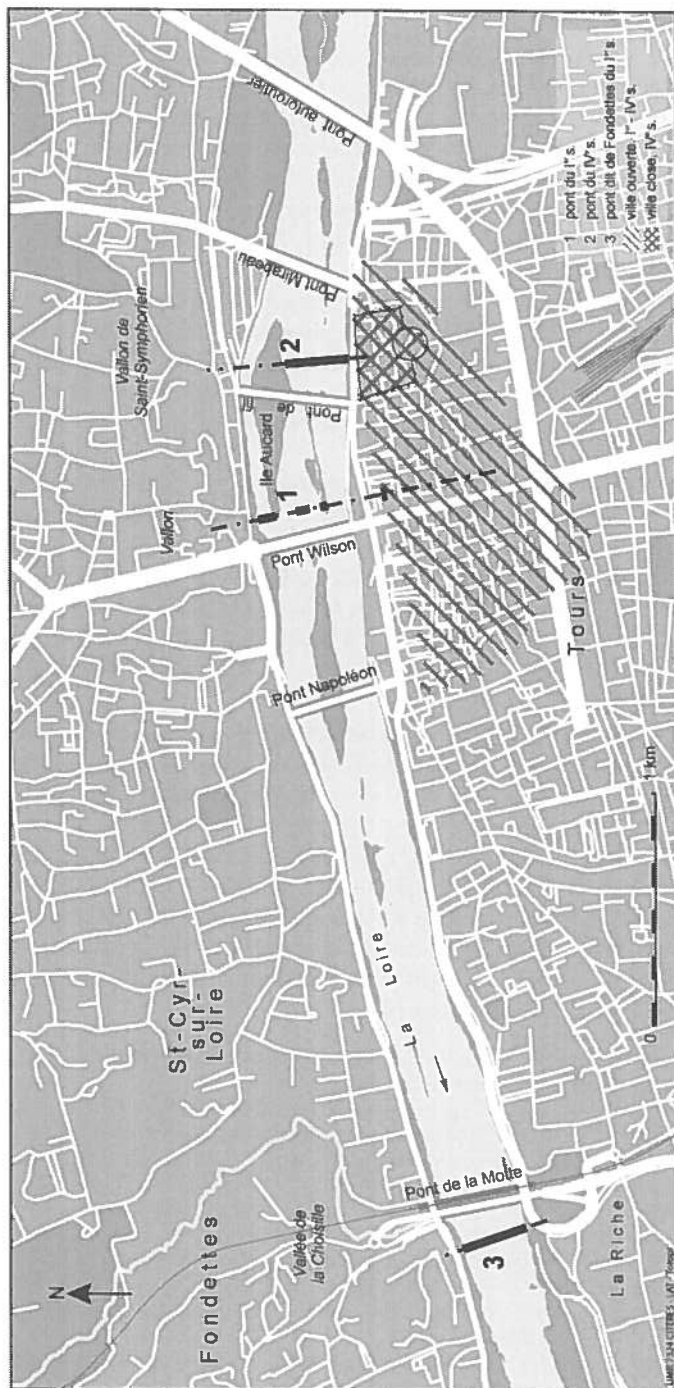 N
Fondettes
Vallée de
la Choisille
St-Cyr-
sur-
Loire
Vallon
Vallon de
Saint-Symphorien
La Loire
Pont de la Motte
Pont Napoléon
Pont Wilson
Ile Aucard
Pont de fil
Pont Mirabeau
Pont autoroutier
1
2
3
La Riche
Tours
0
1 km
1 pont du Iᵉʳ s.
2 pont du IVᵉ s.
3 pont dit de Fondettes du Iᵉʳ s.
ville ouverte, Iᵉʳ - IVᵉ s.
ville close, IVᵉ s.